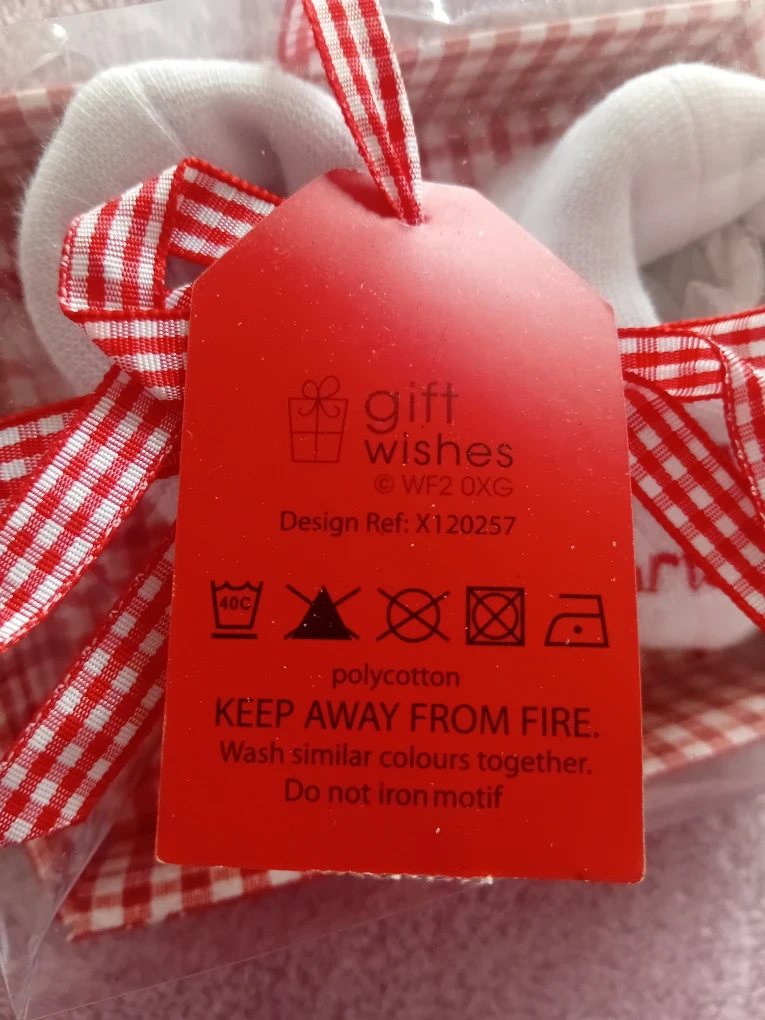 gift
wishes
© WF2 0XG
Design Ref: X120257
40C
polycotton
KEEP AWAY FROM FIRE.
Wash similar colours together.
Do not iron motif